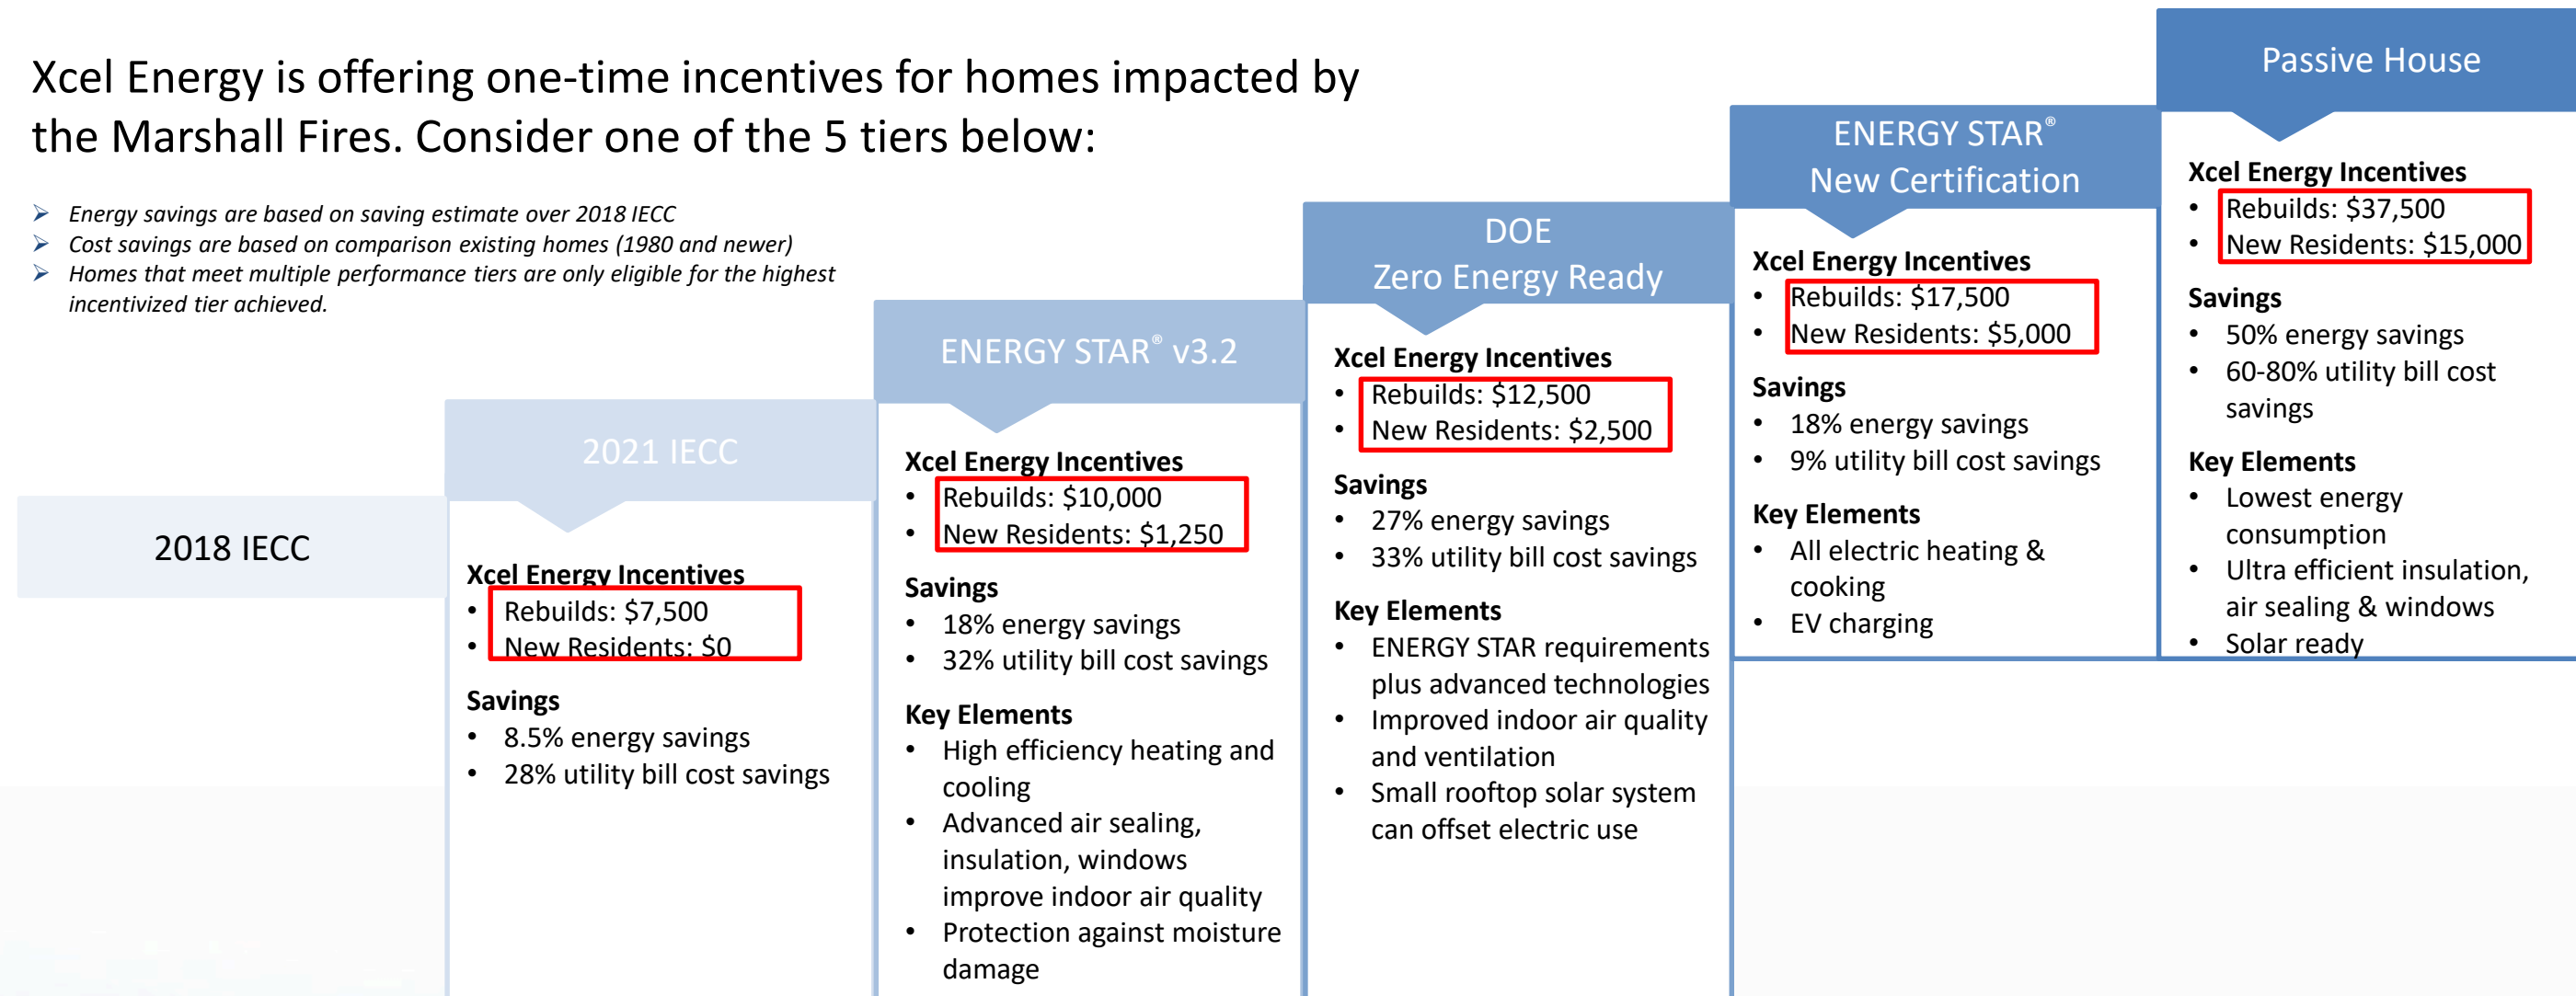 Xcel Energy is offering one-time incentives for homes impacted by
the Marshall Fires. Consider one of the 5 tiers below:
➢ Energy savings are based on saving estimate over 2018 IECC
➢ Cost savings are based on comparison existing homes (1980 and newer)
➢ Homes that meet multiple performance tiers are only eligible for the highest
incentivized tier achieved.
2018 IECC
2021 IECC
Xcel Energy Incentives
• Rebuilds: $7,500
• New Residents: $0
Savings
• 8.5% energy savings
• 28% utility bill cost savings
ENERGY STAR® v3.2
Xcel Energy Incentives
• Rebuilds: $10,000
• New Residents: $1,250
Savings
• 18% energy savings
• 32% utility bill cost savings
Key Elements
• High efficiency heating and
cooling
• Advanced air sealing,
insulation, windows
improve indoor air quality
• Protection against moisture
damage
DOE
Zero Energy Ready
Xcel Energy Incentives
• Rebuilds: $12,500
• New Residents: $2,500
Savings
• 27% energy savings
• 33% utility bill cost savings
Key Elements
• ENERGY STAR requirements
plus advanced technologies
• Improved indoor air quality
and ventilation
• Small rooftop solar system
can offset electric use
ENERGY STAR®
New Certification
Xcel Energy Incentives
• Rebuilds: $17,500
• New Residents: $5,000
Savings
• 18% energy savings
• 9% utility bill cost savings
Key Elements
• All electric heating &
cooking
• EV charging
Passive House
Xcel Energy Incentives
• Rebuilds: $37,500
• New Residents: $15,000
Savings
• 50% energy savings
• 60-80% utility bill cost
savings
Key Elements
• Lowest energy
consumption
• Ultra efficient insulation,
air sealing & windows
• Solar ready